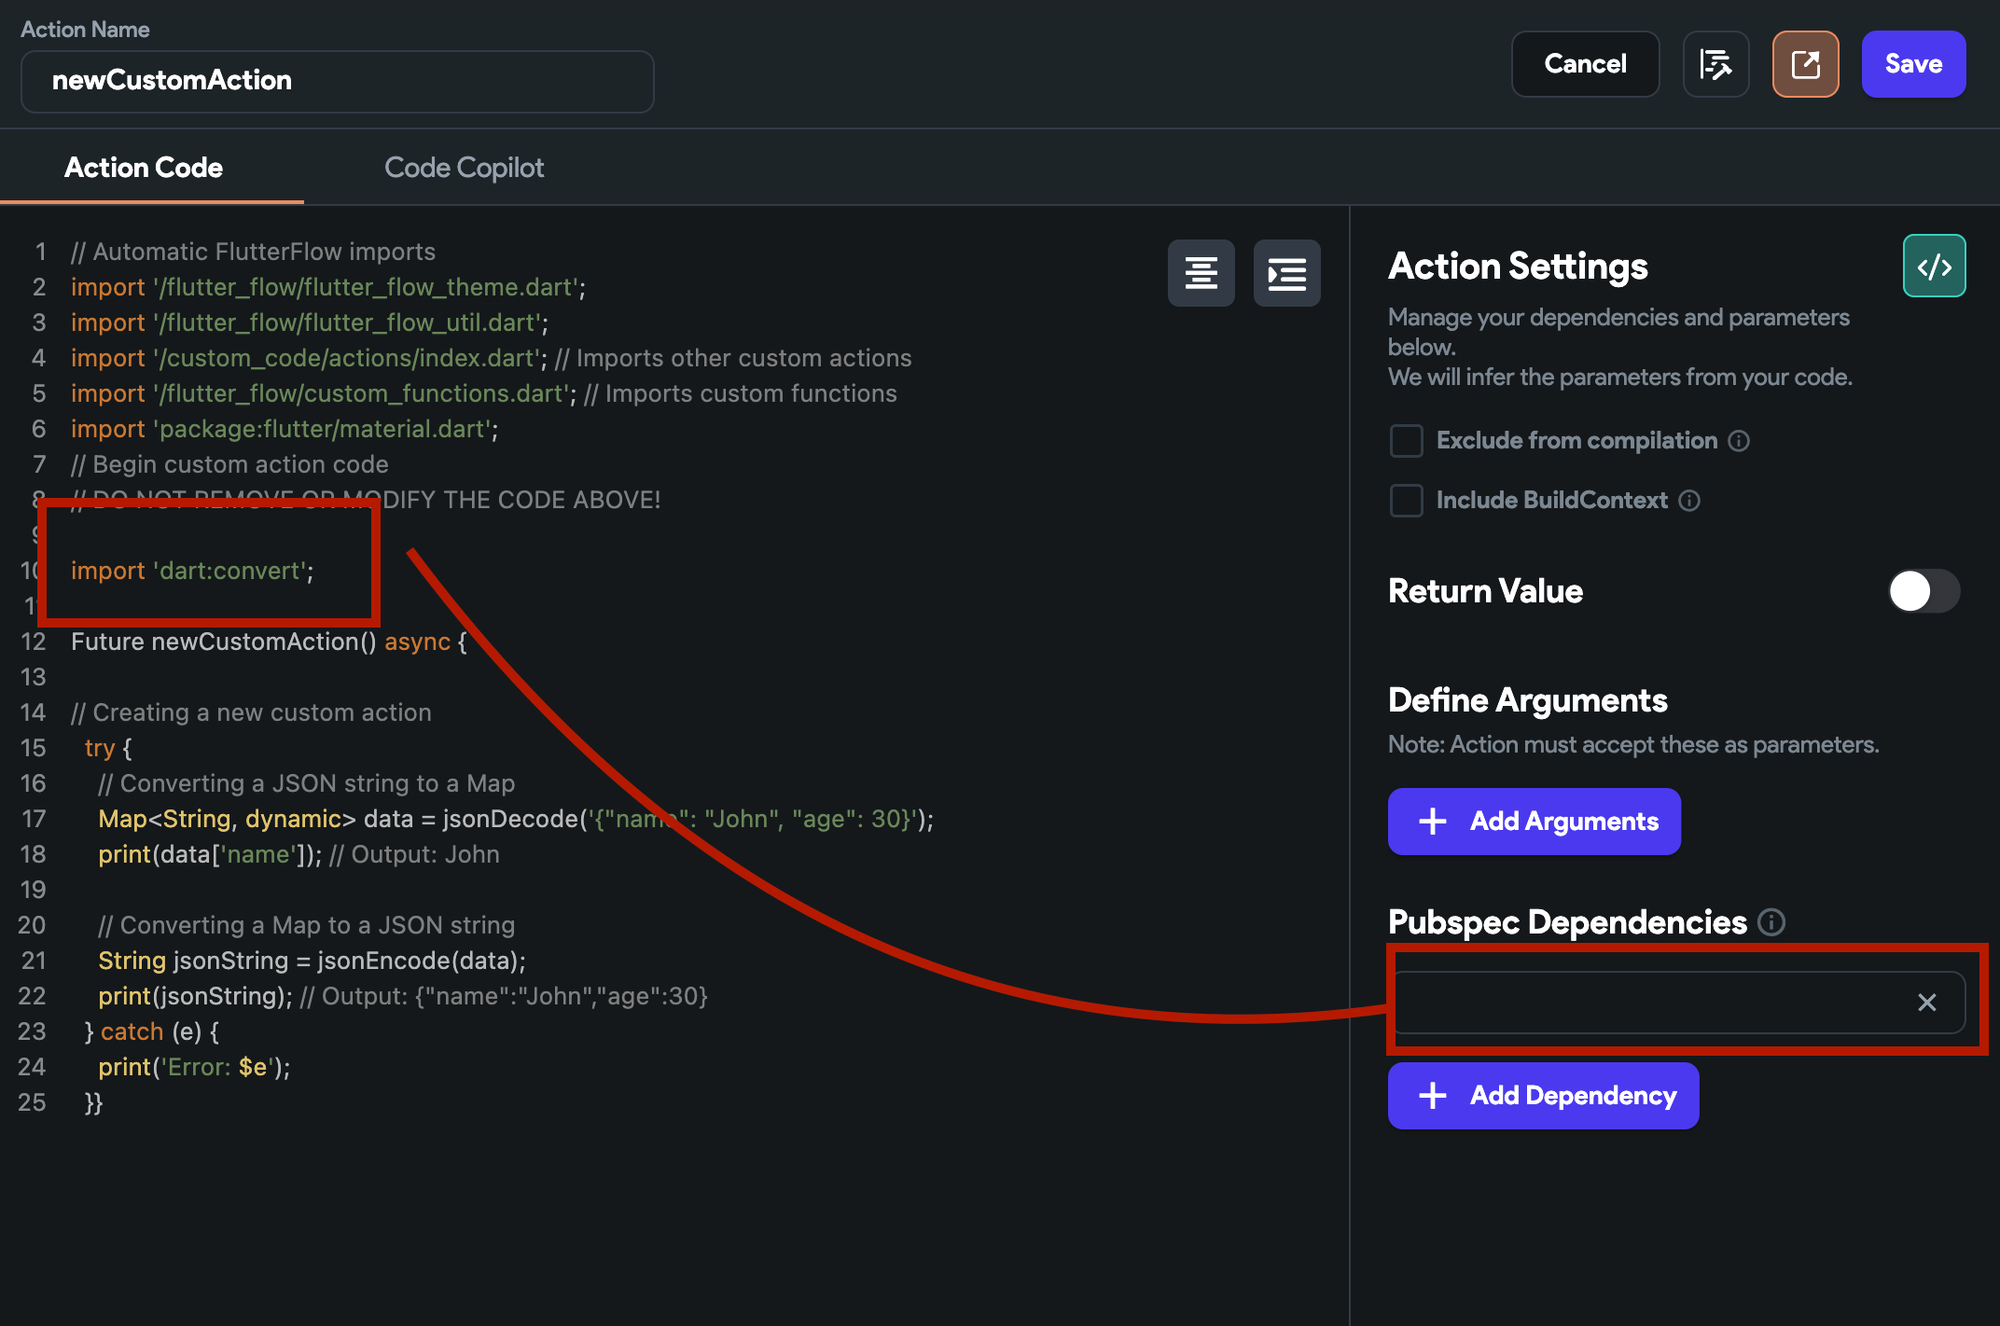 Action Name
newCustomAction
Cancel
Save
Action Code
Code Copilot
1 // Automatic FlutterFlow imports
2 import '/flutter_flow/flutter_flow_theme.dart';
3 import '/flutter_flow/flutter_flow_util.dart';
4 import '/custom_code/actions/index.dart'; // Imports other custom actions
5 import '/flutter_flow/custom_functions.dart'; // Imports custom functions
6 import 'package:flutter/material.dart';
7 // Begin custom action code
8 // DO NOT REMOVE OR MODIFY THE CODE ABOVE!
9
10 import 'dart:convert';
11
12 Future newCustomAction() async {
13
14 // Creating a new custom action
15 try {
16 // Converting a JSON string to a Map
17 Map<String, dynamic> data = jsonDecode('{"name": "John", "age": 30}');
18 print(data['name']); // Output: John
19
20 // Converting a Map to a JSON string
21 String jsonString = jsonEncode(data);
22 print(jsonString); // Output: {"name":"John","age":30}
23 } catch (e) {
24 print('Error: $e');
25 }}
Action Settings
Manage your dependencies and parameters
below.
We will infer the parameters from your code.
Exclude from compilation
Include BuildContext
Return Value
Define Arguments
Note: Action must accept these as parameters.
+ Add Arguments
Pubspec Dependencies
+ Add Dependency